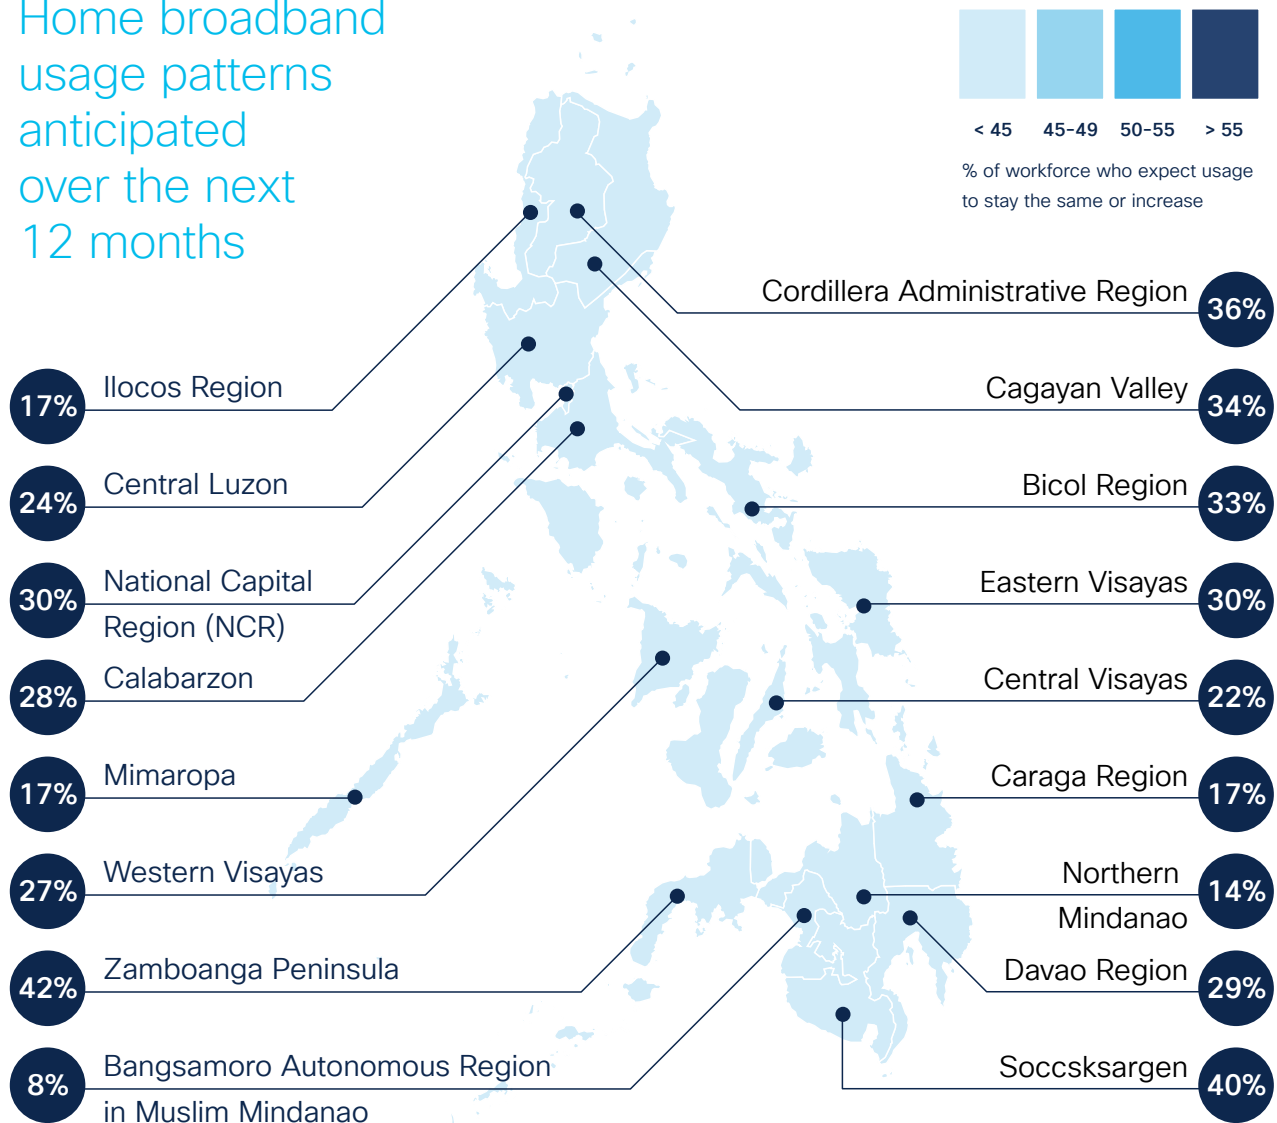 Home broadband
usage patterns
anticipated
over the next
12 months
< 45
45-49
50-55
> 55
% of workforce who expect usage
to stay the same or increase
17%
Ilocos Region
24%
Central Luzon
30%
National Capital
Region (NCR)
28%
Calabarzon
17%
Mimaropa
27%
Western Visayas
42%
Zamboanga Peninsula
8%
Bangsamoro Autonomous Region
in Muslim Mindanao
Cordillera Administrative Region
36%
Cagayan Valley
34%
Bicol Region
33%
Eastern Visayas
30%
Central Visayas
22%
Caraga Region
17%
Northern
Mindanao
14%
Davao Region
29%
Soccsksargen
40%